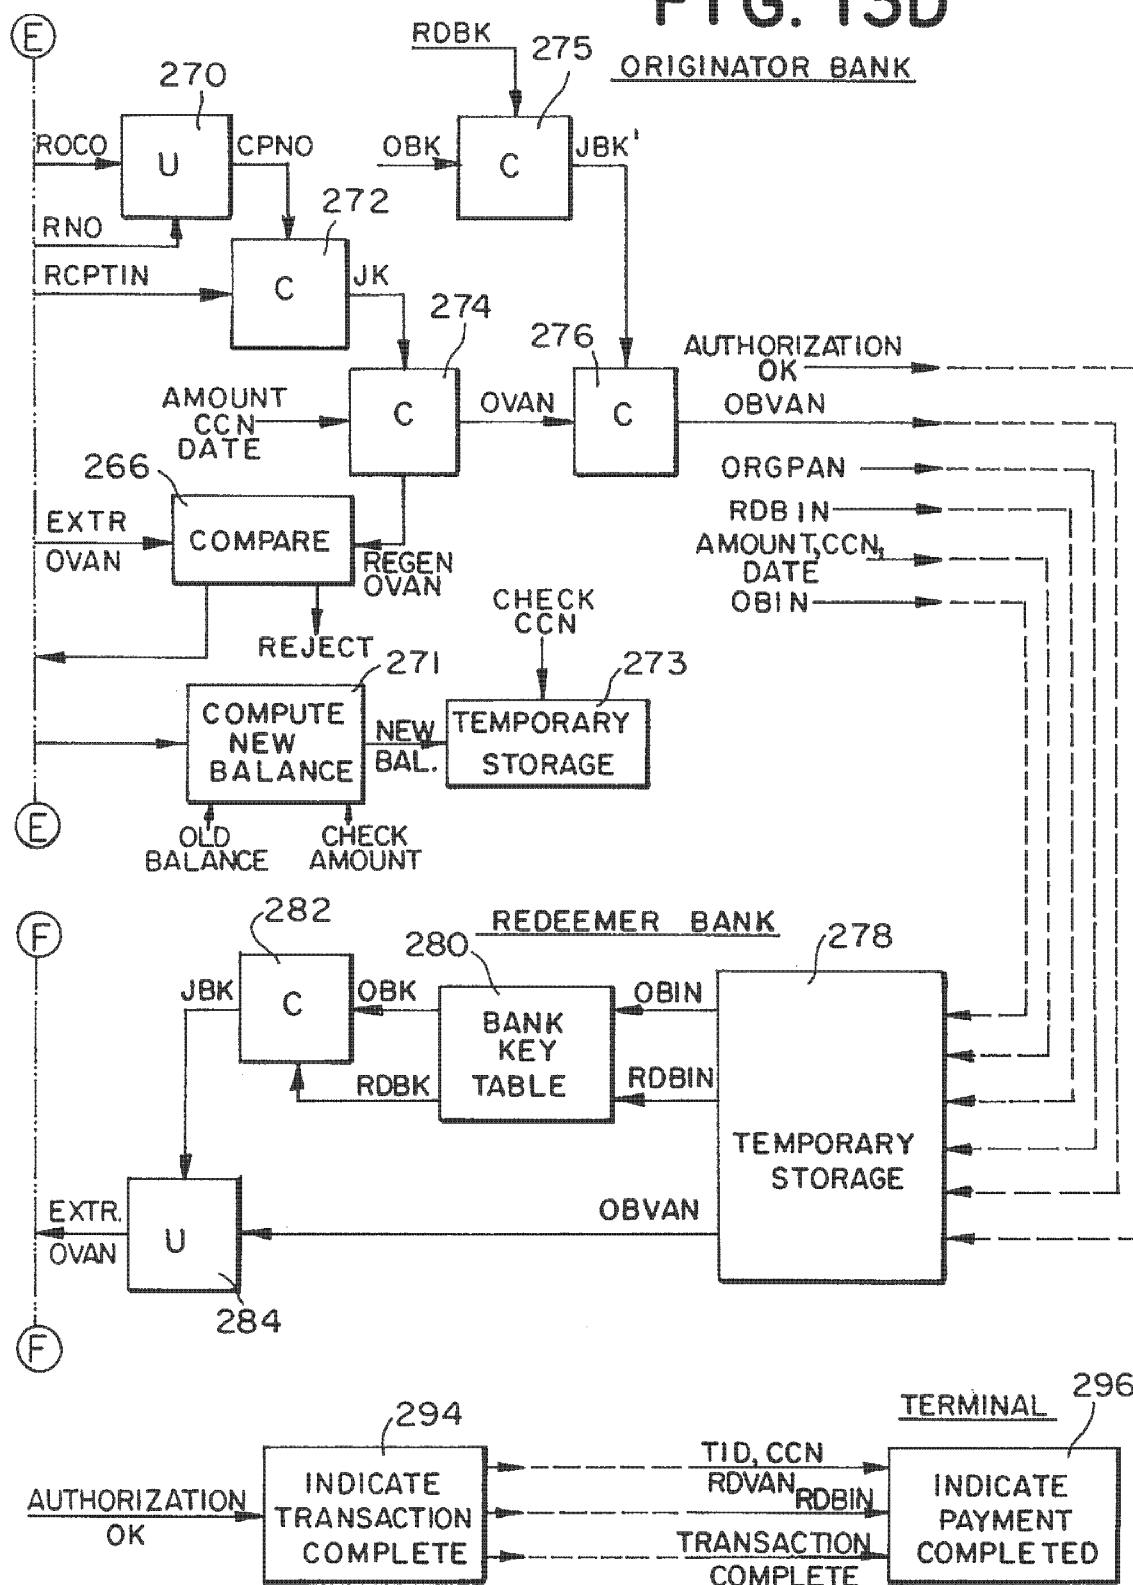 FIG. 13D
E
RDBK
275
ORIGINATOR BANK
270
ROCO
U
CPNO
OBK
C
JBK'
272
RNO
RCPTIN
C
JK
274
276
AUTHORIZATION
OK
AMOUNT
CCN
DATE
C
OVAN
C
OBVAN
266
ORGPAN
EXTR
OVAN
COMPARE
REGEN
OVAN
RDBIN
AMOUNT, CCN,
DATE
OBIN
CHECK
CCN
REJECT
271
273
COMPUTE
NEW
BALANCE
NEW
BAL.
TEMPORARY
STORAGE
E
OLD
BALANCE
CHECK
AMOUNT
F
282
REDEEMER BANK
280
278
JBK
C
OBK
BANK
KEY
TABLE
OBIN
RDBK
RDBIN
TEMPORARY
STORAGE
EXTR.
OVAN
U
OBVAN
284
F
294
TERMINAL
296
AUTHORIZATION
OK
INDICATE
TRANSACTION
COMPLETE
TID, CCN
RDVAN
RDBIN
TRANSACTION
COMPLETE
INDICATE
PAYMENT
COMPLETED